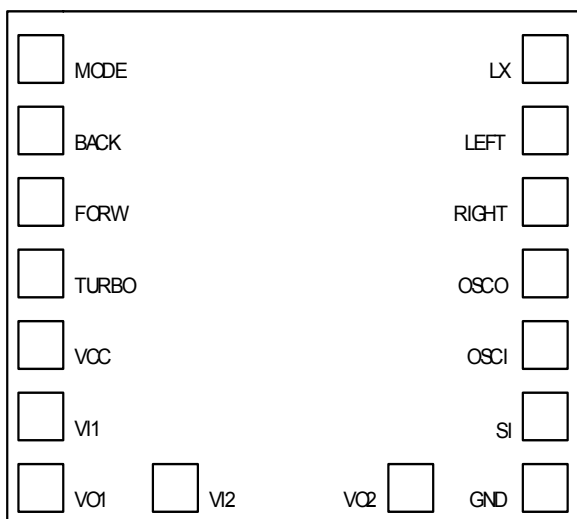 MODE LX
BACK LEFT
FORW RIGHT
TURBO OSCO
VCC OSCI
VI1 SI
VO1 VI2 VO2 GND